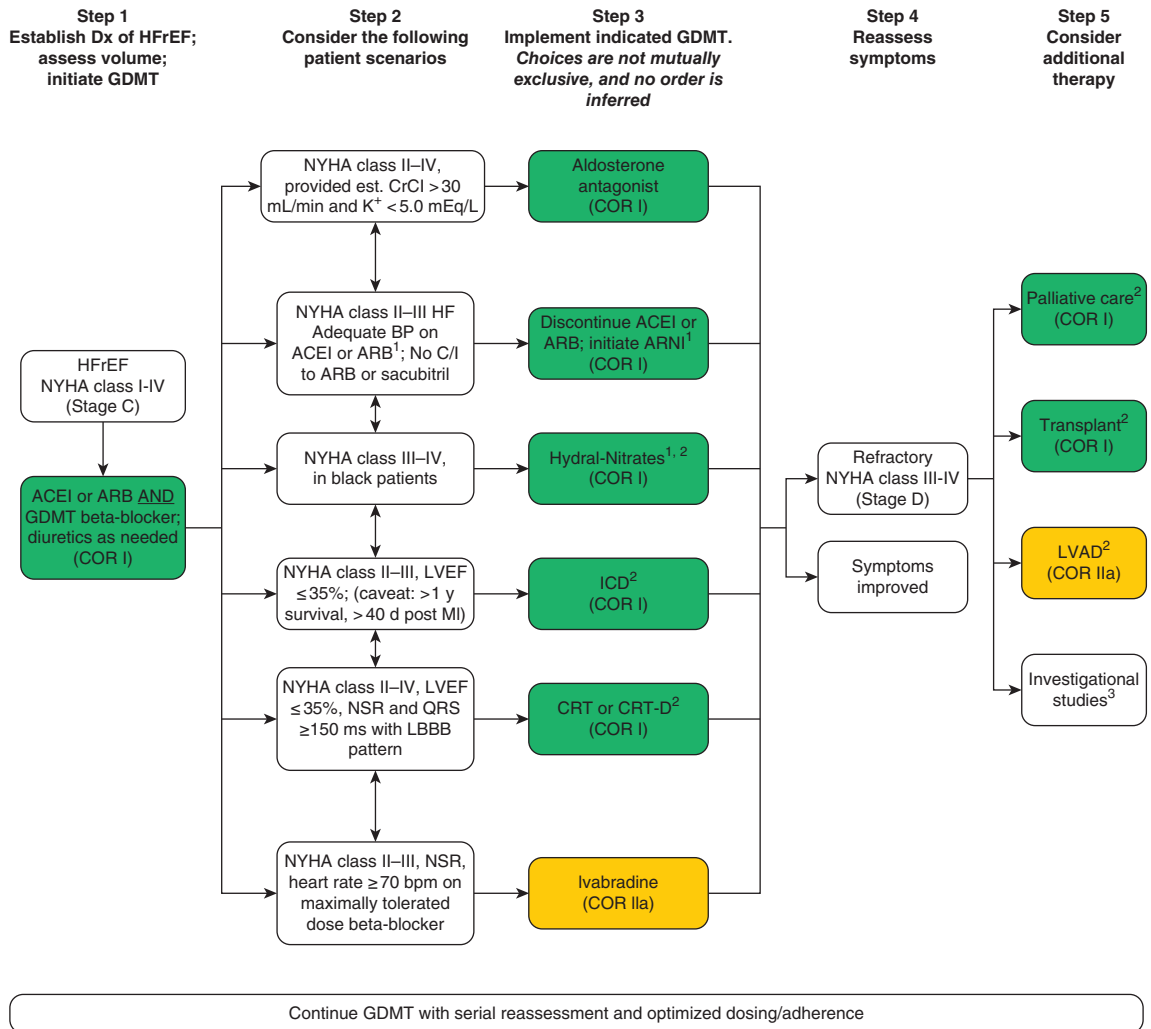 Step 1
Establish Dx of HFrEF;
assess volume;
initiate GDMT
Step 2
Consider the following
patient scenarios
Step 3
Implement indicated GDMT.
Choices are not mutually
exclusive, and no order is
inferred
Step 4
Reassess
symptoms
Step 5
Consider
additional
therapy
HFrEF
NYHA class I-IV
(Stage C)
ACEI or ARB AND
GDMT beta-blocker;
diuretics as needed
(COR I)
NYHA class II–IV,
provided est. CrCl >30
mL/min and K⁺ <5.0 mEq/L
Aldosterone
antagonist
(COR I)
NYHA class II–III HF
Adequate BP on
ACEI or ARB¹; No C/I
to ARB or sacubitril
Discontinue ACEI or
ARB; initiate ARNI¹
(COR I)
NYHA class III–IV,
in black patients
Hydral-Nitrates¹, ²
(COR I)
NYHA class II–III, LVEF
≤35%; (caveat: >1 y
survival, >40 d post MI)
ICD²
(COR I)
NYHA class II–IV, LVEF
≤35%, NSR and QRS
≥150 ms with LBBB
pattern
CRT or CRT-D²
(COR I)
NYHA class II–III, NSR,
heart rate ≥70 bpm on
maximally tolerated
dose beta-blocker
Ivabradine
(COR IIa)
Refractory
NYHA class III-IV
(Stage D)
Symptoms
improved
Palliative care²
(COR I)
Transplant²
(COR I)
LVAD²
(COR IIa)
Investigational
studies³
Continue GDMT with serial reassessment and optimized dosing/adherence